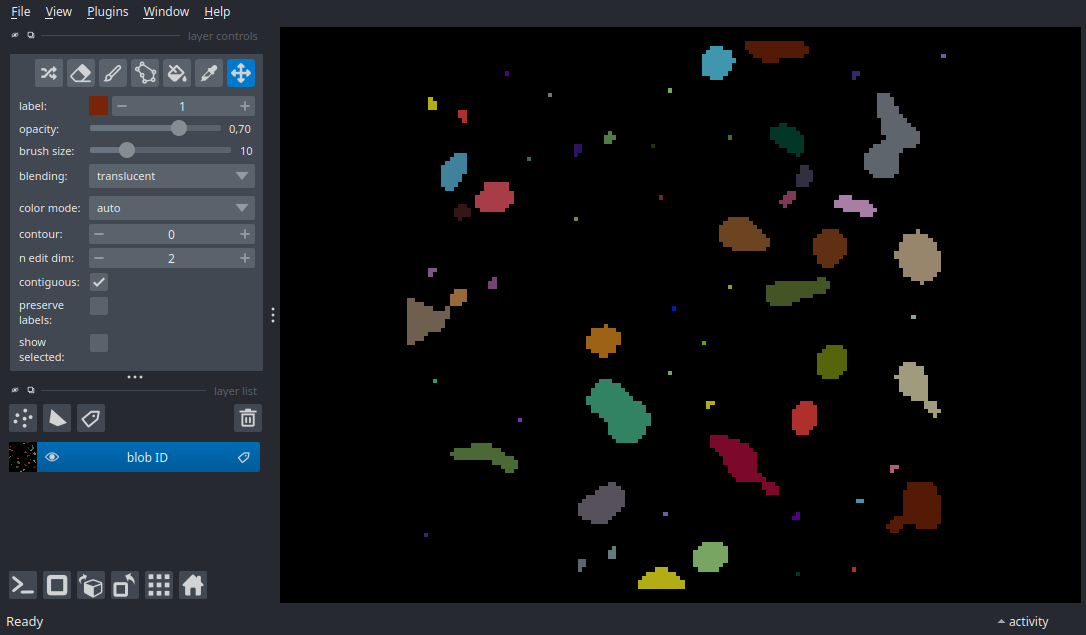 File View Plugins Window Help
layer controls
label: 1
opacity: 0,70
brush size: 10
blending: translucent
color mode: auto
contour: 0
n edit dim: 2
contiguous:
preserve
labels:
show
selected:
layer list
blob ID
Ready activity